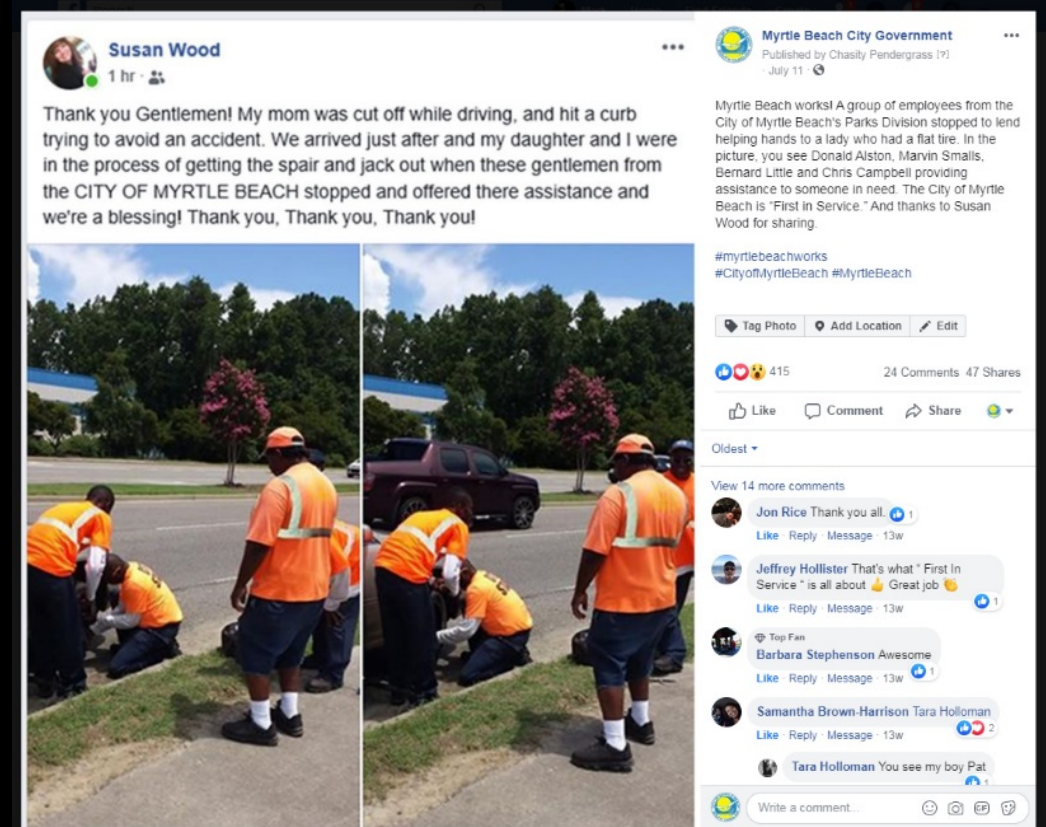 Susan Wood
1 hr ·
Thank you Gentlemen! My mom was cut off while driving, and hit a curb
trying to avoid an accident. We arrived just after and my daughter and I were
in the process of getting the spair and jack out when these gentlemen from
the CITY OF MYRTLE BEACH stopped and offered there assistance and
we're a blessing! Thank you, Thank you, Thank you!
Myrtle Beach City Government
Published by Chasity Pendergrass [?]
· July 11 ·
Myrtle Beach works! A group of employees from the
City of Myrtle Beach's Parks Division stopped to lend
helping hands to a lady who had a flat tire. In the
picture, you see Donald Alston, Marvin Smalls,
Bernard Little and Chris Campbell providing
assistance to someone in need. The City of Myrtle
Beach is "First in Service." And thanks to Susan
Wood for sharing.
#myrtlebeachworks
#CityofMyrtleBeach #MyrtleBeach
Tag Photo Add Location Edit
415 24 Comments 47 Shares
Like Comment Share
Oldest
View 14 more comments
Jon Rice Thank you all. 1
Like · Reply · Message · 13w
Jeffrey Hollister That's what " First In
Service " is all about 👍 Great job 👏
1
Like · Reply · Message · 13w
Top Fan
Barbara Stephenson Awesome
1
Like · Reply · Message · 13w
Samantha Brown-Harrison Tara Holloman
2
Like · Reply · Message · 13w
Tara Holloman You see my boy Pat
1
Write a comment...
GIF